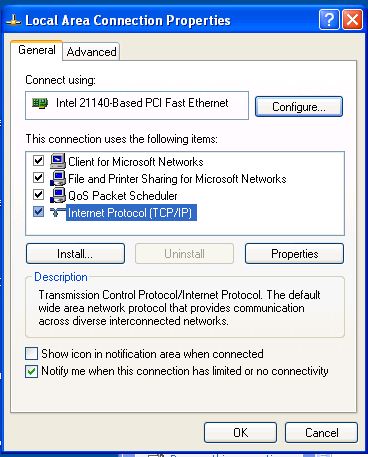 Local Area Connection Properties
General
Advanced
Connect using:
Intel 21140-Based PCI Fast Ethernet
Configure...
This connection uses the following items:
Client for Microsoft Networks
File and Printer Sharing for Microsoft Networks
QoS Packet Scheduler
Internet Protocol (TCP/IP)
Install...
Uninstall
Properties
Description
Transmission Control Protocol/Internet Protocol. The default
wide area network protocol that provides communication
across diverse interconnected networks.
Show icon in notification area when connected
Notify me when this connection has limited or no connectivity
OK
Cancel